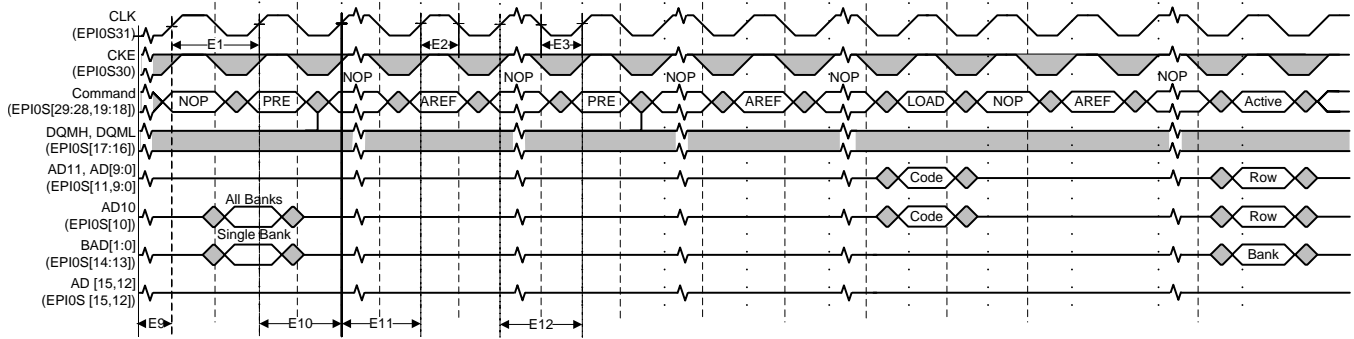 CLK
(EPI0S31)
E1
E2
E3
CKE
(EPI0S30)
NOP
NOP
NOP
NOP
NOP
Command
(EPI0S[29:28,19:18])
NOP
PRE
AREF
PRE
AREF
LOAD
NOP
AREF
Active
DQMH, DQML
(EPI0S[17:16])
AD11, AD[9:0]
(EPI0S[11,9:0]
Code
Row
All Banks
AD10
(EPI0S[10])
Code
Row
Single Bank
BAD[1:0]
(EPI0S[14:13])
Bank
AD [15,12]
(EPI0S [15,12])
E9
E10
E11
E12